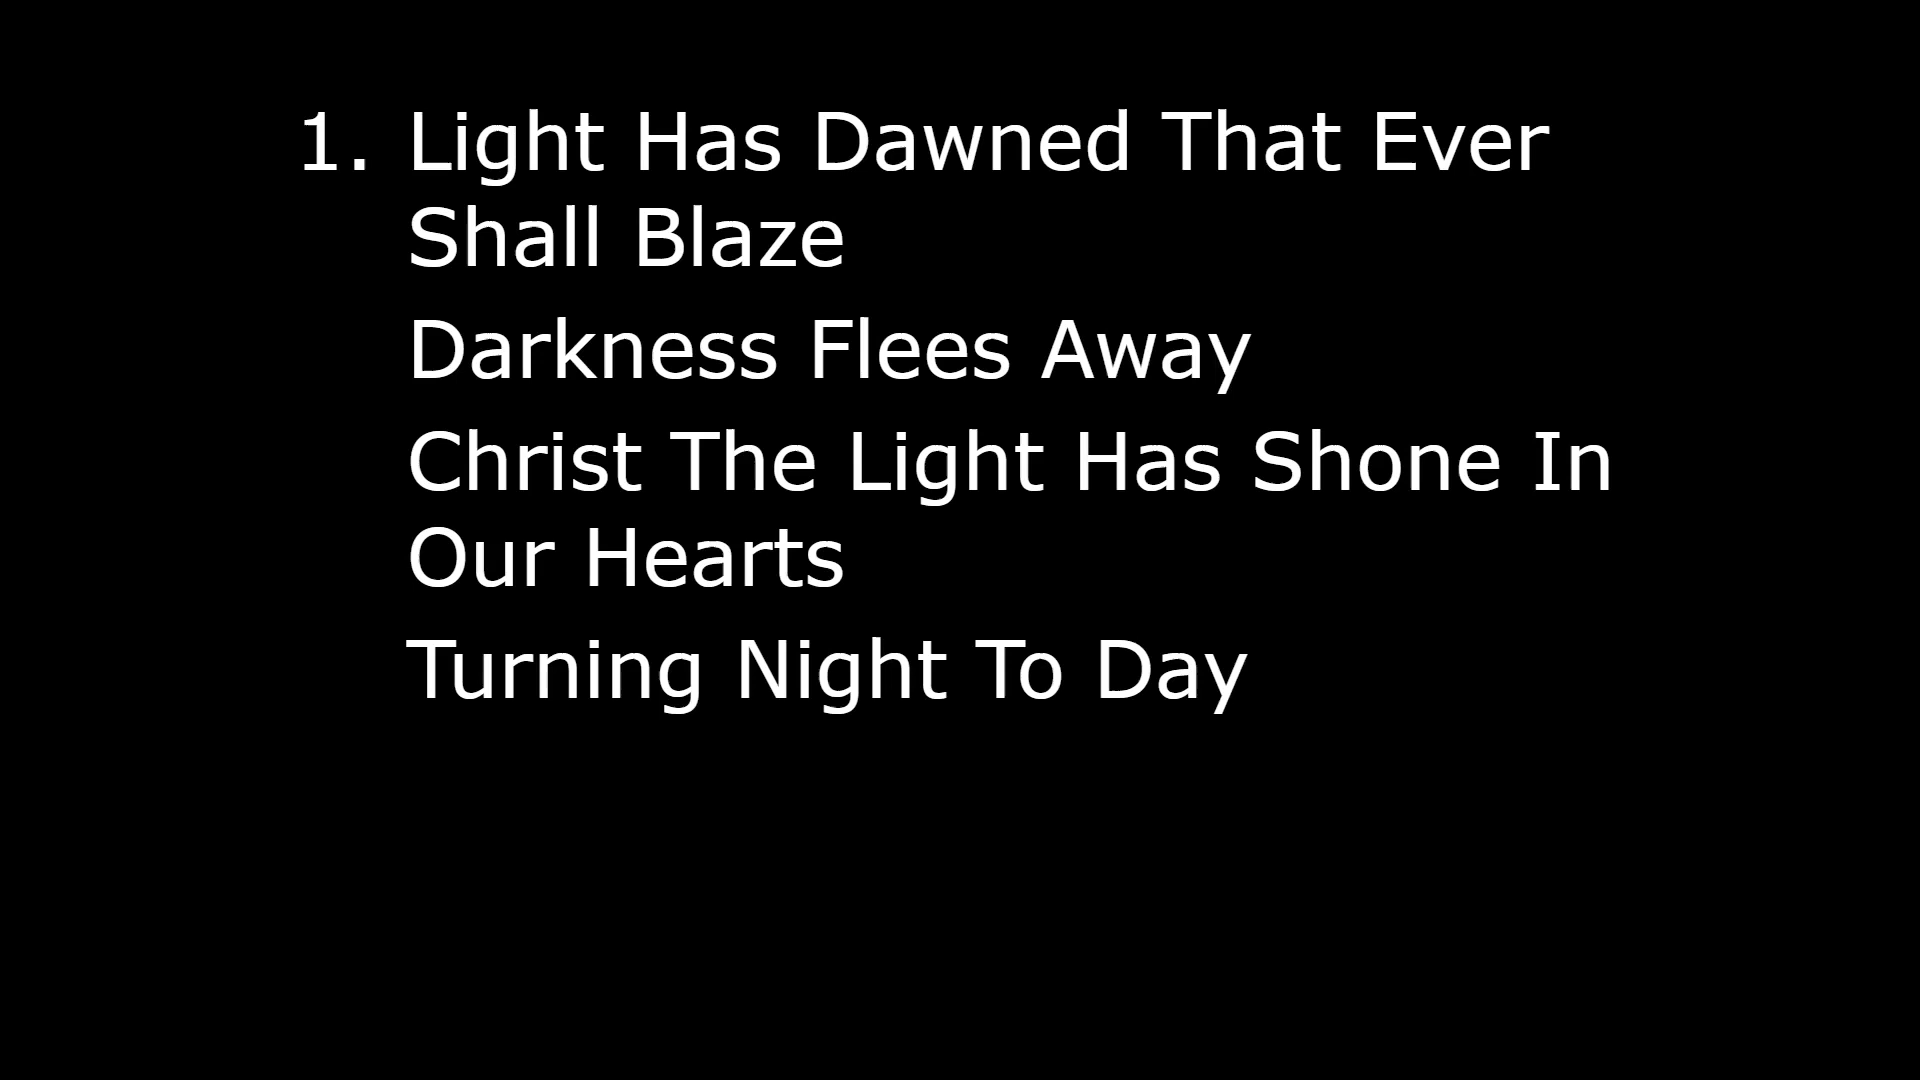 1. Light Has Dawned That Ever
Shall Blaze
Darkness Flees Away
Christ The Light Has Shone In
Our Hearts
Turning Night To Day